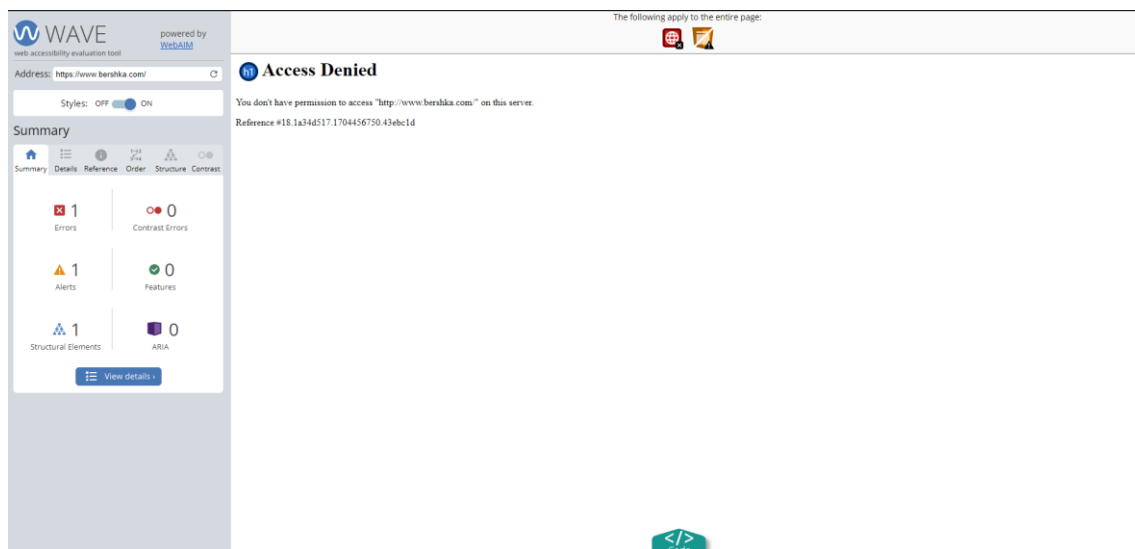 WAVE
powered by
WebAIM
web accessibility evaluation tool
Address: https://www.bershka.com/
Styles: OFF ON
Summary
Summary Details Reference Order Structure Contrast
1 0
Errors Contrast Errors
1 0
Alerts Features
1 0
Structural Elements ARIA
View details ›
The following apply to the entire page:
h1 Access Denied
You don't have permission to access "http://www.bershka.com/" on this server.
Reference #18.1a34d517.1704456750.43ebc1d
</>